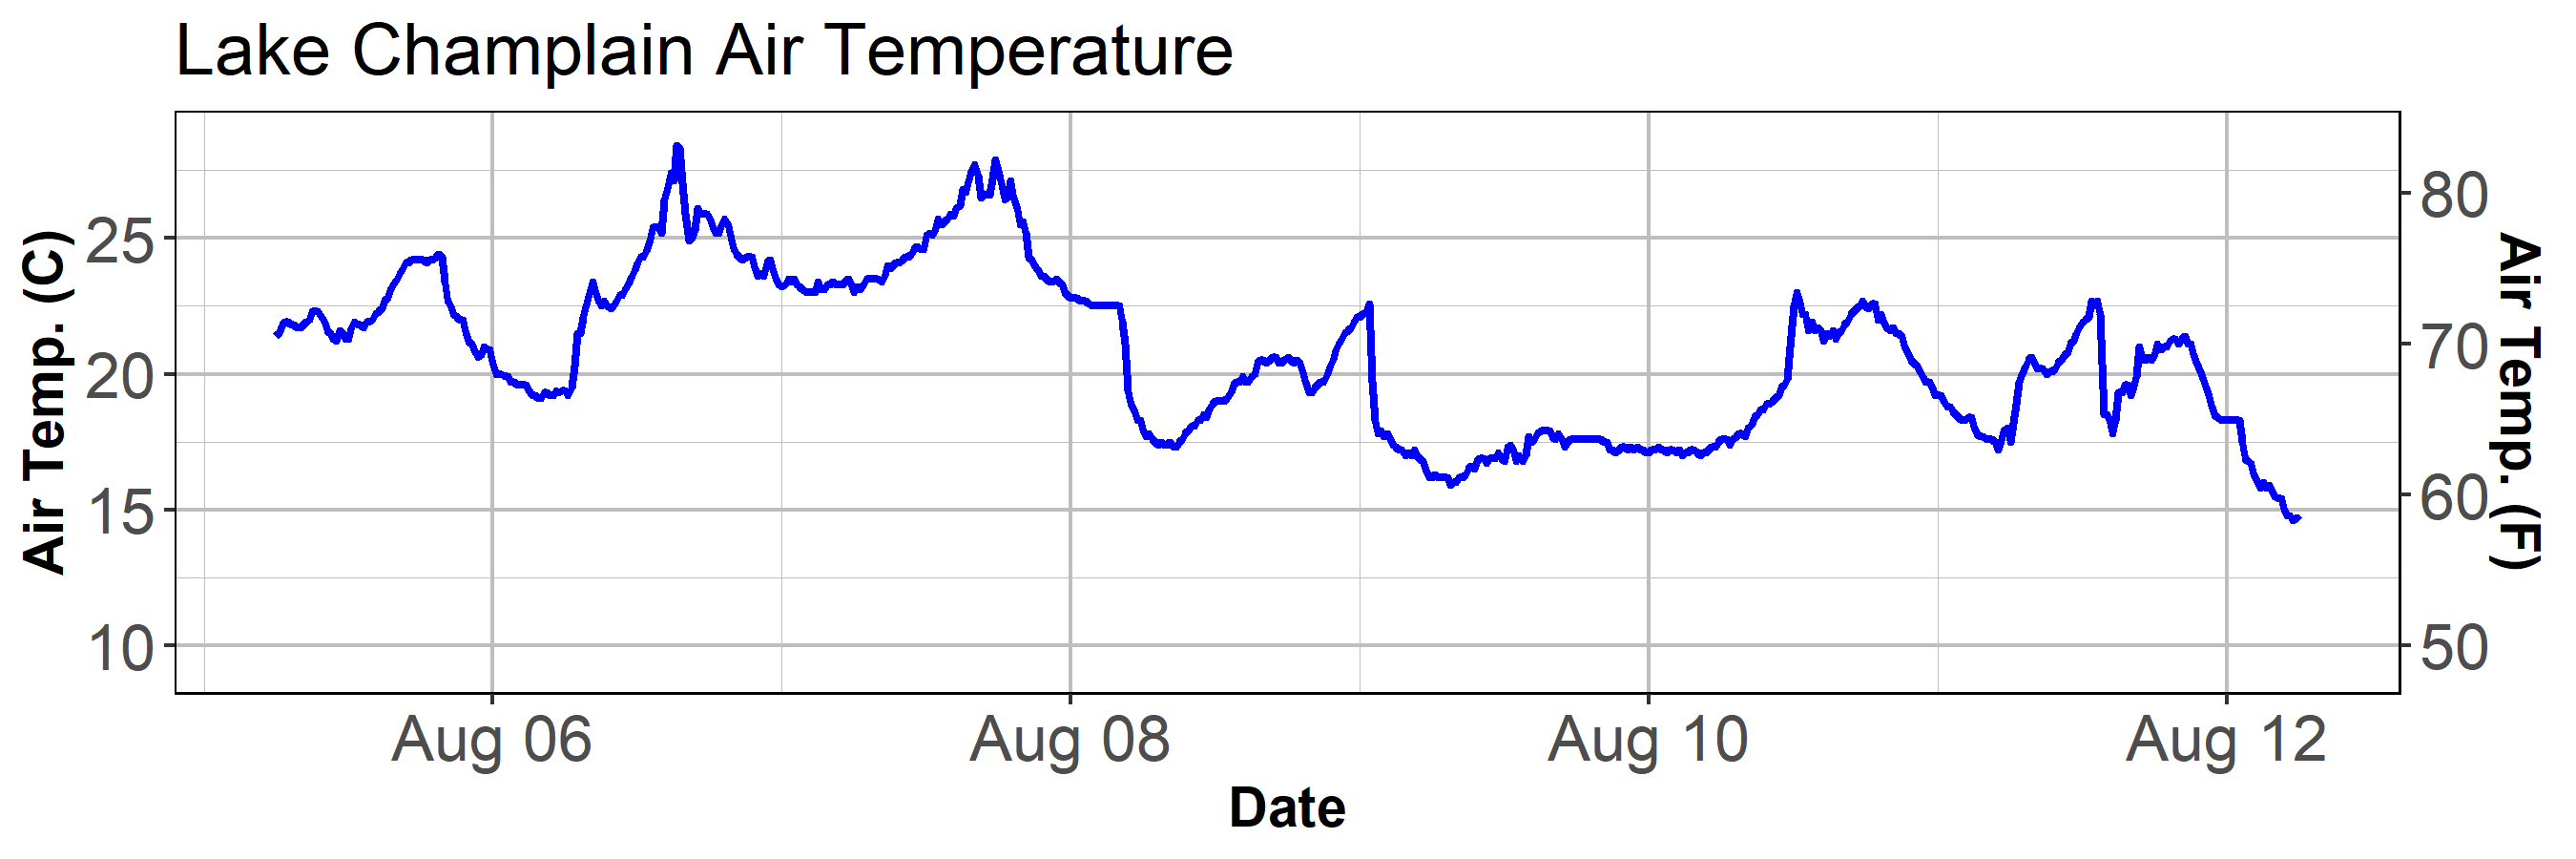 Lake Champlain Air Temperature
Air Temp. (C)
25
20
15
10
80
70
60
50
Air Temp. (F)
Aug 06
Aug 08
Aug 10
Aug 12
Date